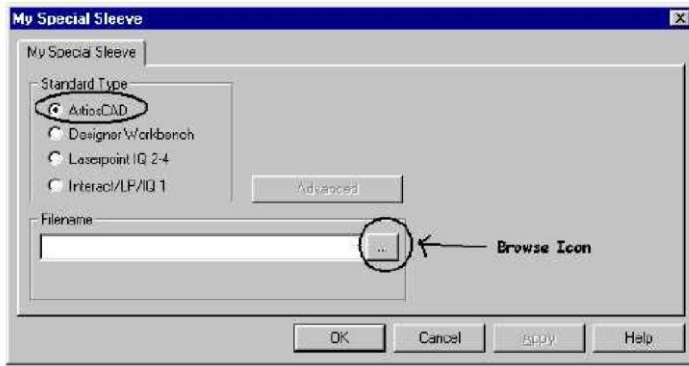 My Special Sleeve
My Special Sleeve
Standard Type
ArtiosCAD
Designer Workbench
Laserpoint IQ 2-4
Interact/LP/IQ 1
Advanced
Filename
...
Browse Icon
OK
Cancel
Apply
Help